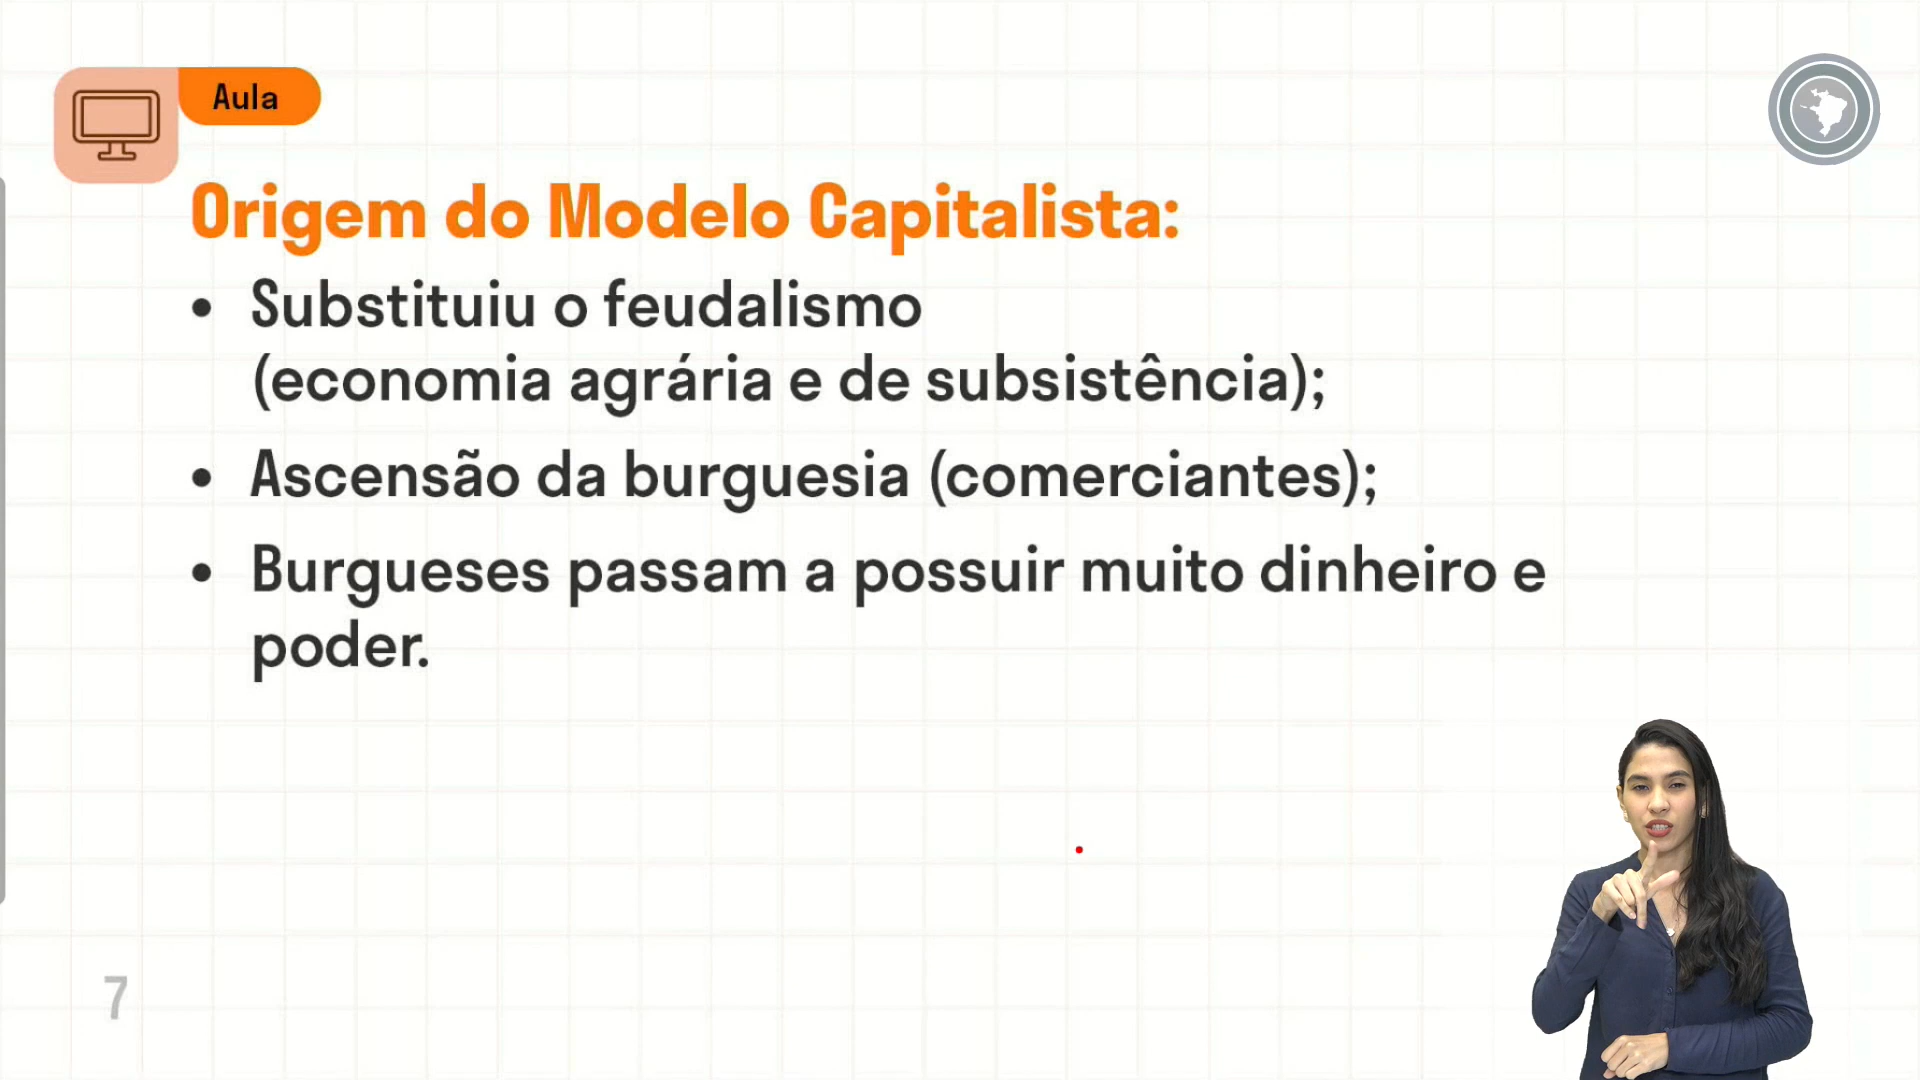 Aula
Origem do Modelo Capitalista:
• Substituiu o feudalismo
(economia agrária e de subsistência);
• Ascensão da burguesia (comerciantes);
• Burgueses passam a possuir muito dinheiro e
poder.
7